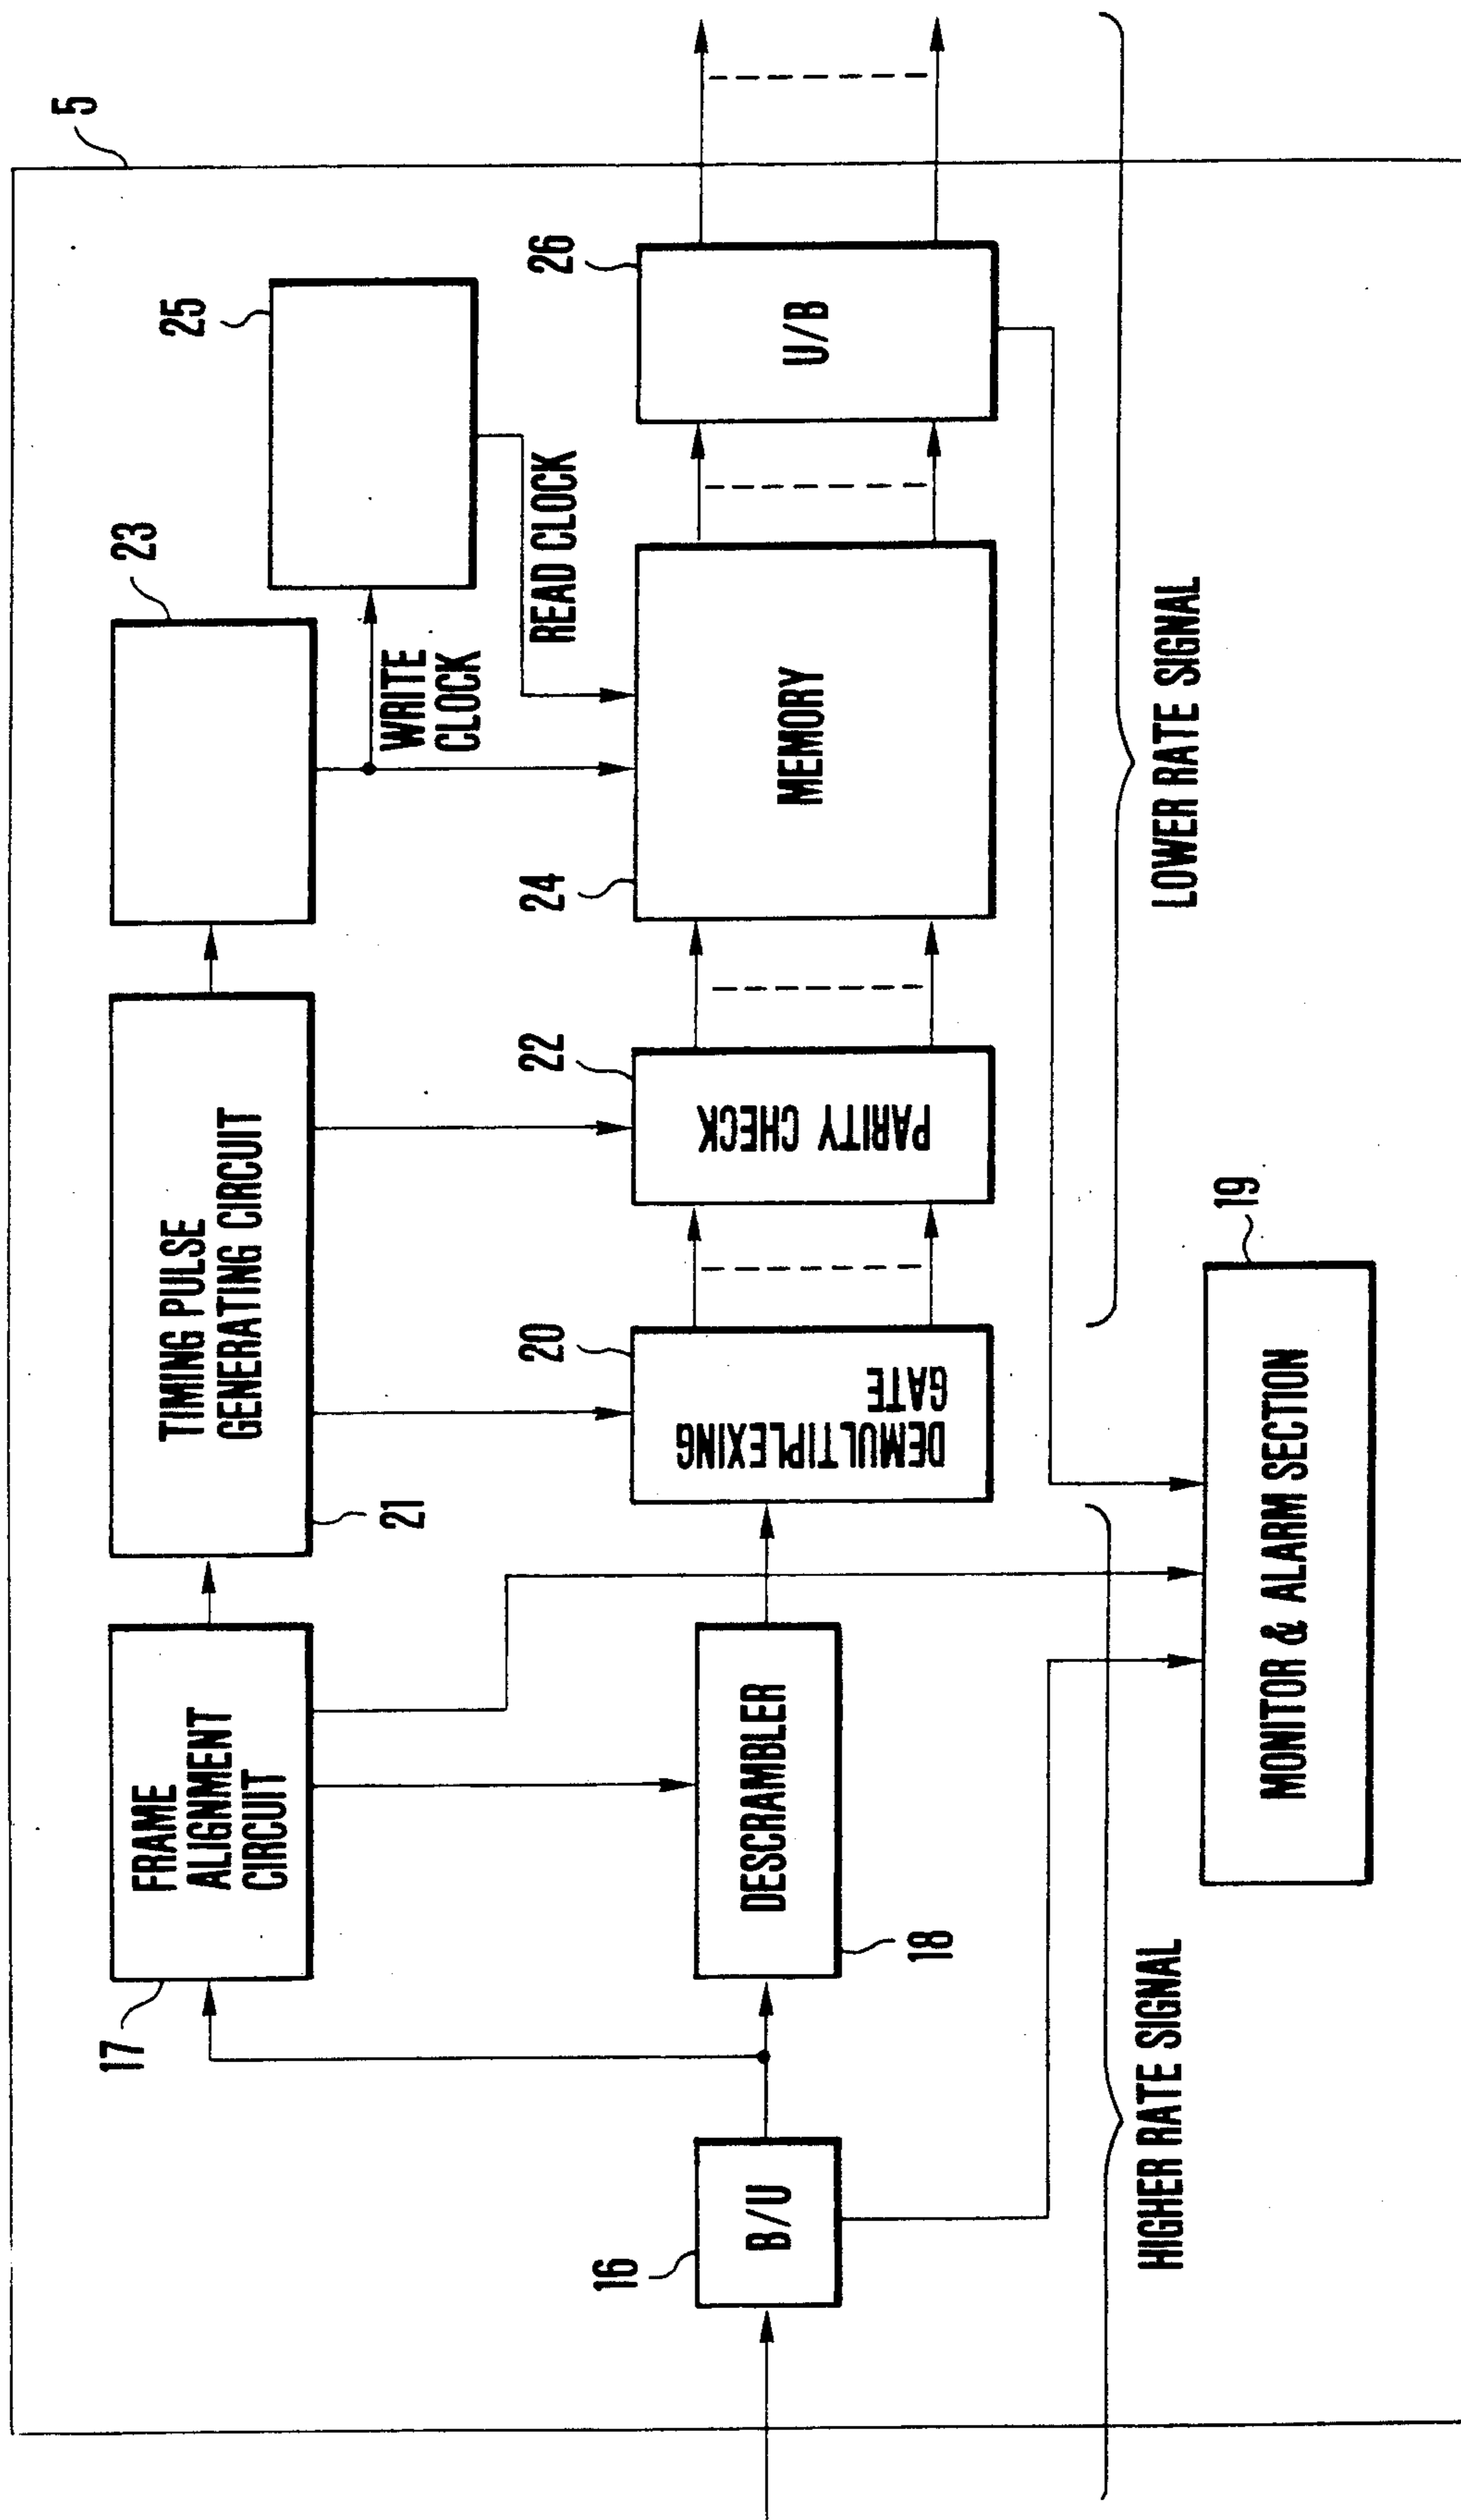 5
23
25
26
WRITE
CLOCK
READ CLOCK
U/B
TIMING PULSE
GENERATING CIRCUIT
21
22
PARITY CHECK
24
MEMORY
20
DEMULTIPLEXING
GATE
17
FRAME
ALIGNMENT
CIRCUIT
DESCRAMBLER
18
16
B/U
19
MONITOR & ALARM SECTION
HIGHER RATE SIGNAL
LOWER RATE SIGNAL